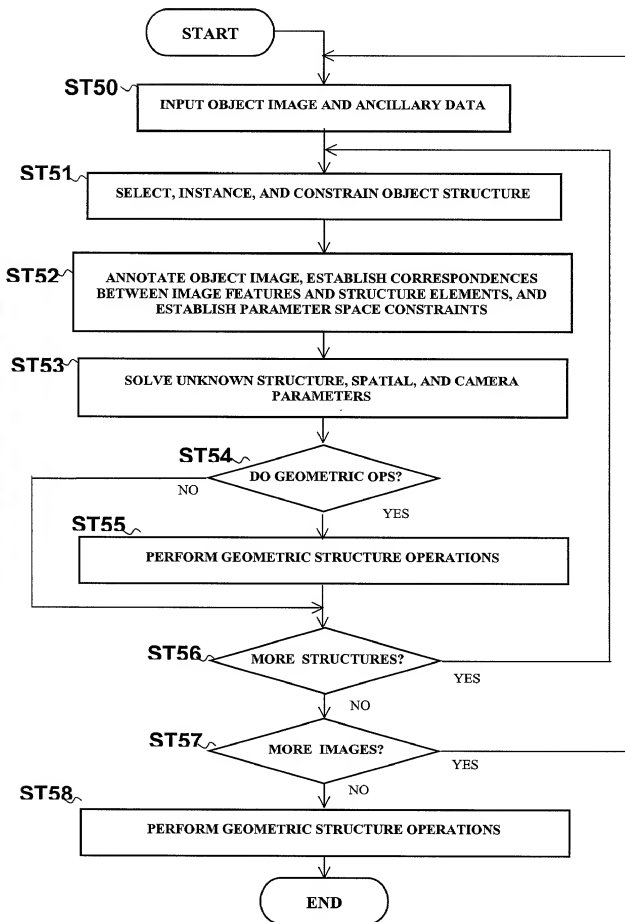 START
ST50
INPUT OBJECT IMAGE AND ANCILLARY DATA
ST51
SELECT, INSTANCE, AND CONSTRAIN OBJECT STRUCTURE
ST52
ANNOTATE OBJECT IMAGE, ESTABLISH CORRESPONDENCES
BETWEEN IMAGE FEATURES AND STRUCTURE ELEMENTS, AND
ESTABLISH PARAMETER SPACE CONSTRAINTS
ST53
SOLVE UNKNOWN STRUCTURE, SPATIAL, AND CAMERA
PARAMETERS
ST54
DO GEOMETRIC OPS?
NO
YES
ST55
PERFORM GEOMETRIC STRUCTURE OPERATIONS
ST56
MORE STRUCTURES?
YES
NO
ST57
MORE IMAGES?
YES
NO
ST58
PERFORM GEOMETRIC STRUCTURE OPERATIONS
END